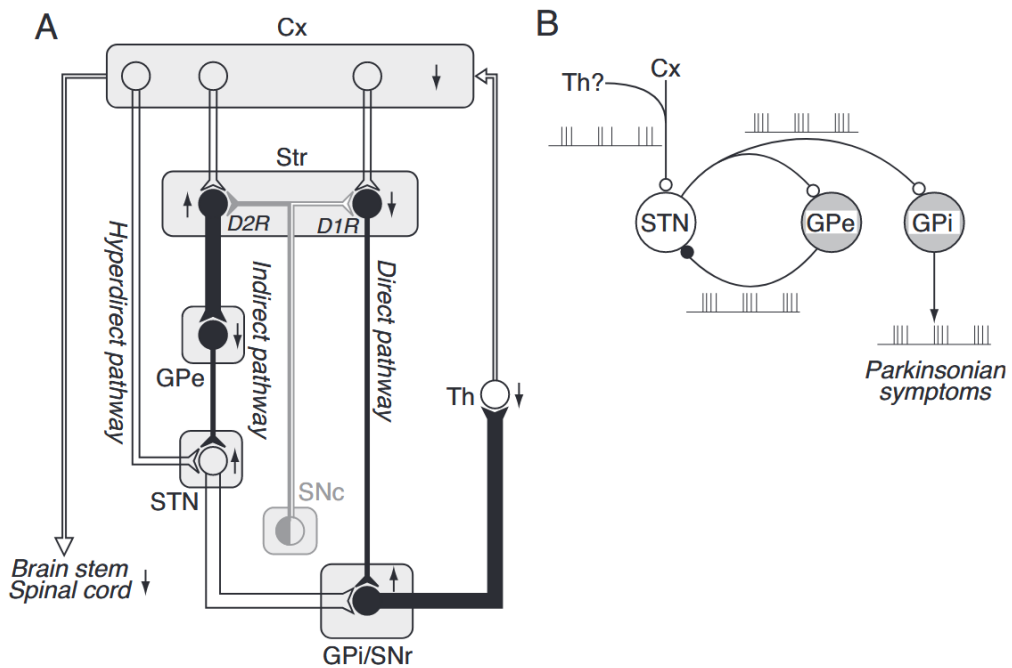 A
Cx
Str
D2R
D1R
Hyperdirect pathway
Indirect pathway
Direct pathway
GPe
Th
STN
SNc
Brain stem
Spinal cord
GPi/SNr
B
Th?
Cx
STN
GPe
GPi
Parkinsonian
symptoms